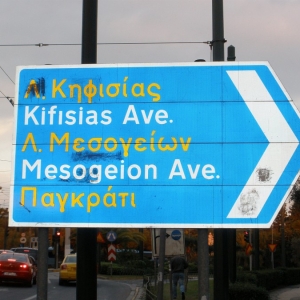 Λ. Κηφισίας
Kifisias Ave.
Λ. Μεσογείων
Mesogeion Ave.
Παγκράτι